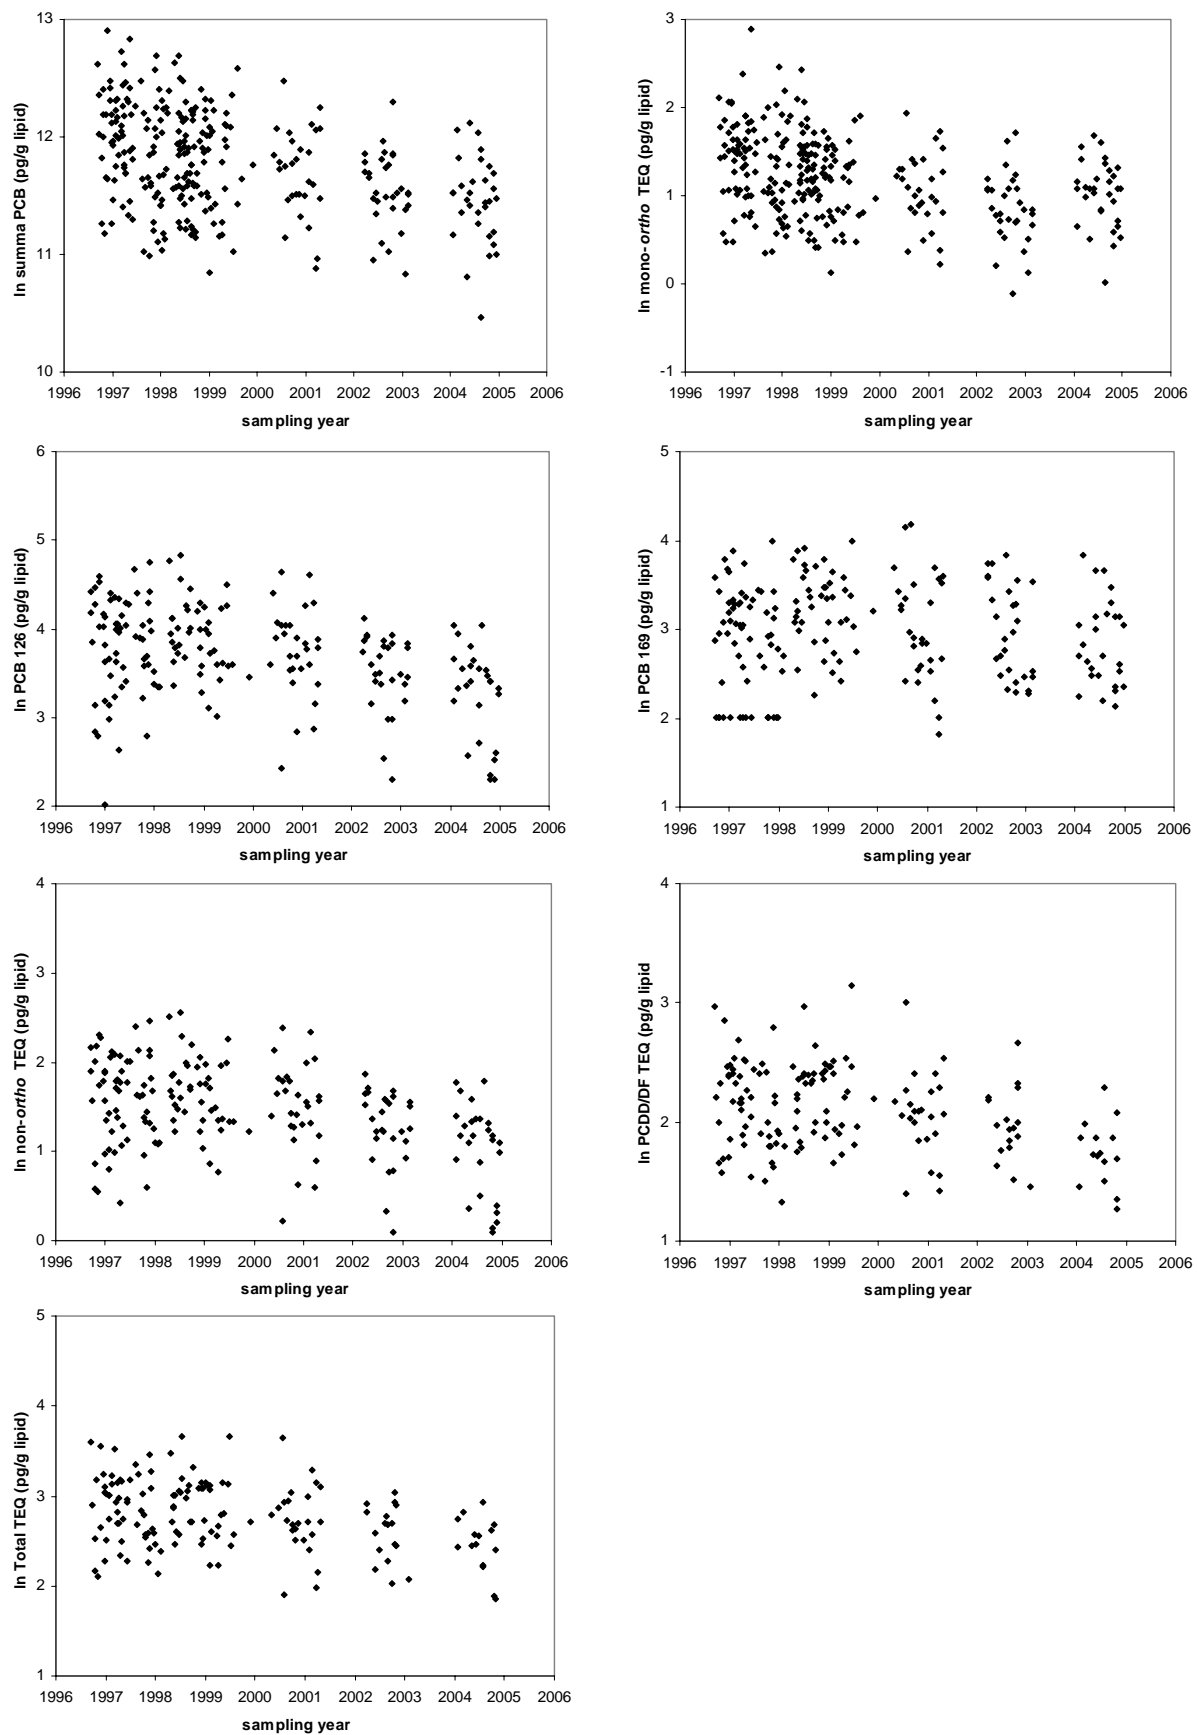 ln summa PCB (pg/g lipid)
13
12
11
10
1996 1997 1998 1999 2000 2001 2002 2003 2004 2005 2006
sampling year
ln mono-ortho TEQ (pg/g lipid)
3
2
1
0
-1
1996 1997 1998 1999 2000 2001 2002 2003 2004 2005 2006
sampling year
ln PCB 126 (pg/g lipid)
6
5
4
3
2
1996 1997 1998 1999 2000 2001 2002 2003 2004 2005 2006
sampling year
ln PCB 169 (pg/g lipid)
5
4
3
2
1
1996 1997 1998 1999 2000 2001 2002 2003 2004 2005 2006
sampling year
ln non-ortho TEQ (pg/g lipid)
4
3
2
1
0
1996 1997 1998 1999 2000 2001 2002 2003 2004 2005 2006
sampling year
ln PCDD/DF TEQ (pg/g lipid
4
3
2
1
1996 1997 1998 1999 2000 2001 2002 2003 2004 2005 2006
sampling year
ln Total TEQ (pg/g lipid)
5
4
3
2
1
1996 1997 1998 1999 2000 2001 2002 2003 2004 2005 2006
sampling year